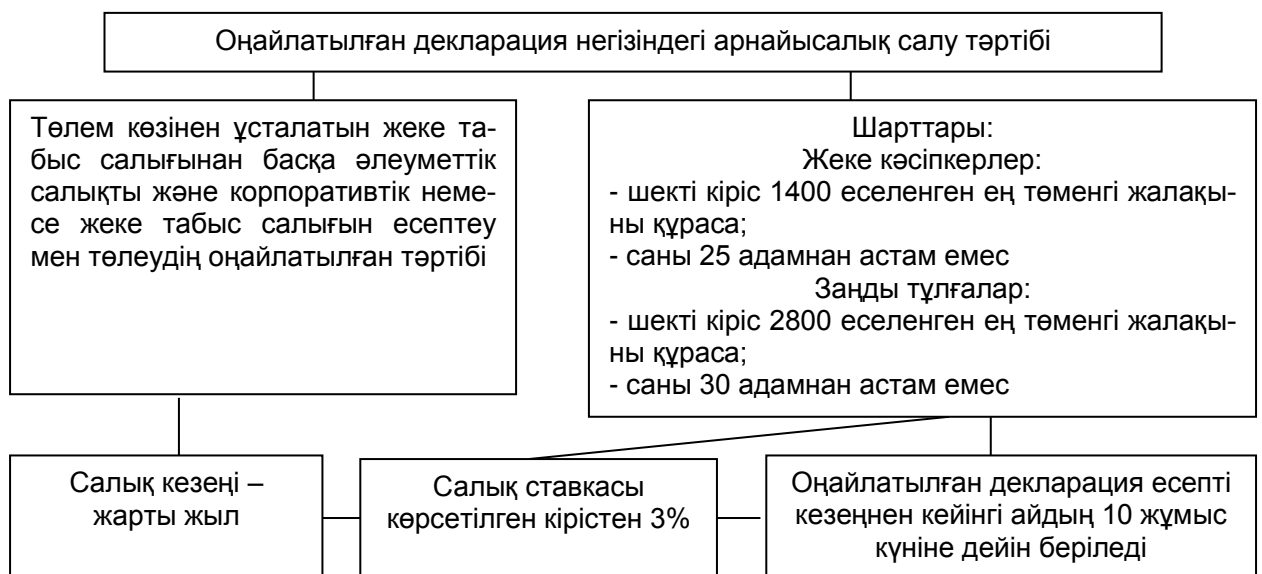 Оңайлатылған декларация негізіндегі арнайысалық салу тәртібі
Төлем көзінен ұсталатын жеке та-
быс салығынан басқа әлеуметтік
салықты және корпоративтік неме-
се жеке табыс салығын есептеу
мен төлеудің оңайлатылған тәртібі
Шарттары:
Жеке кәсіпкерлер:
- шекті кіріс 1400 еселенген ең төменгі жалақы-
ны құраса;
- саны 25 адамнан астам емес
Заңды тұлғалар:
- шекті кіріс 2800 еселенген ең төменгі жалақы-
ны құраса;
- саны 30 адамнан астам емес
Салық кезеңі –
жарты жыл
Салық ставкасы
көрсетілген кірістен 3%
Оңайлатылған декларация есепті
кезеңнен кейінгі айдың 10 жұмыс
күніне дейін беріледі